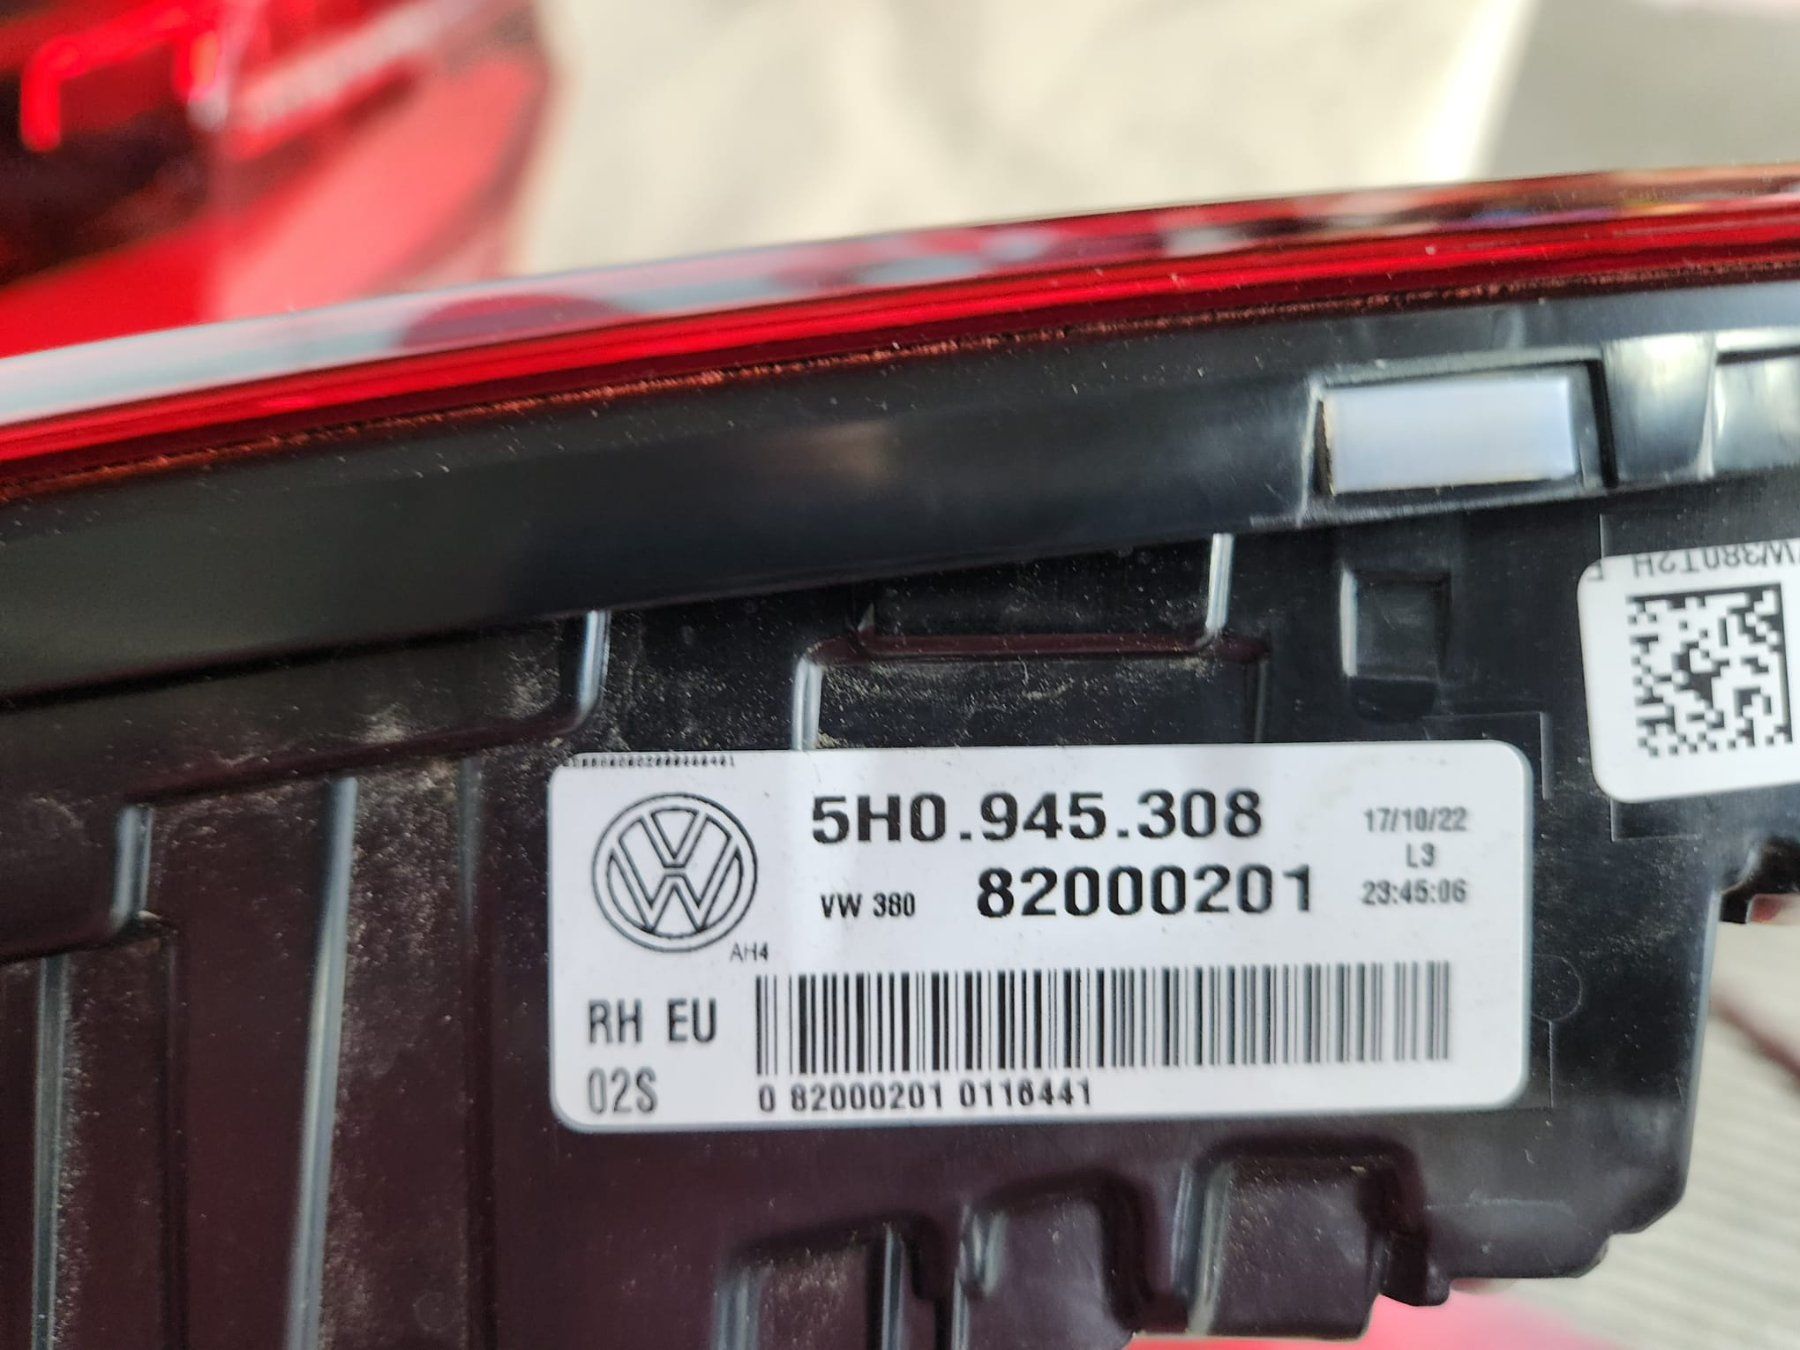 5H0.945.308
17/10/22
L3
VW 380
82000201
23:45:06
AH4
RH EU
02S
0 82000201 0116441